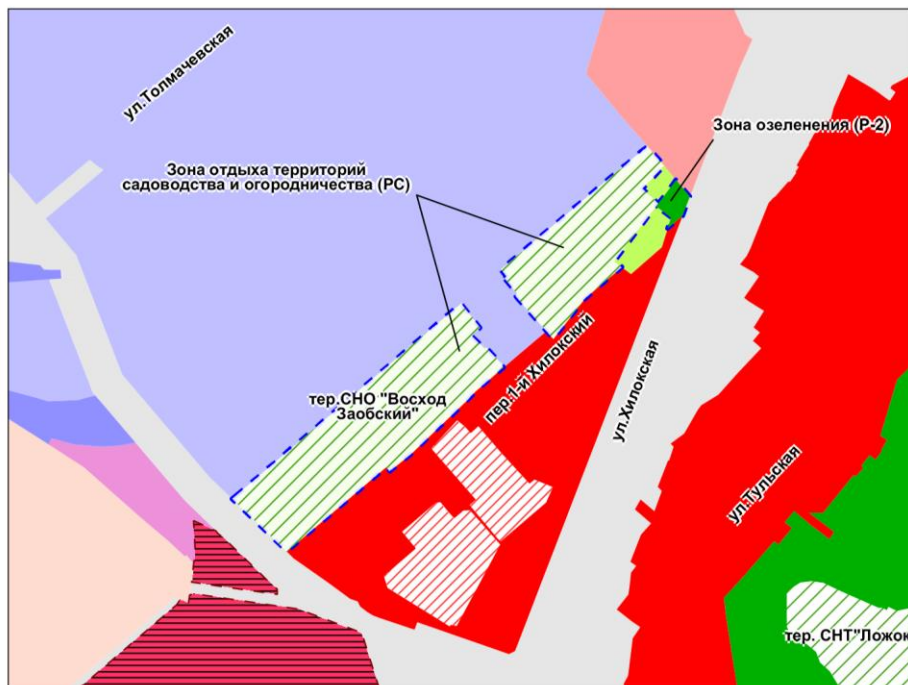 ул.Толмачевская
Зона озеленения (Р-2)
Зона отдыха территорий
садоводства и огородничества (РС)
пер.1-й Хилокский
ул.Хилокская
тер.СНО "Восход
Заобский"
ул.Тульская
тер. СНТ"Ложок